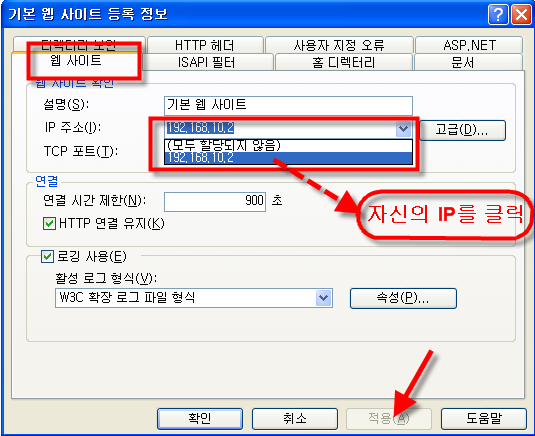 기본 웹 사이트 등록 정보
디렉터리 보안 HTTP 헤더 사용자 지정 오류 ASP.NET
웹 사이트 ISAPI 필터 홈 디렉터리 문서
웹 사이트 확인
설명(S): 기본 웹 사이트
IP 주소(I): 192.168.10.2 고급(D)...
(모두 할당되지 않음)
TCP 포트(T): 192.168.10.2
연결
연결 시간 제한(N): 900 초
자신의 IP를 클릭
HTTP 연결 유지(K)
로깅 사용(E)
활성 로그 형식(V):
W3C 확장 로그 파일 형식 속성(P)...
확인 취소 적용(A) 도움말